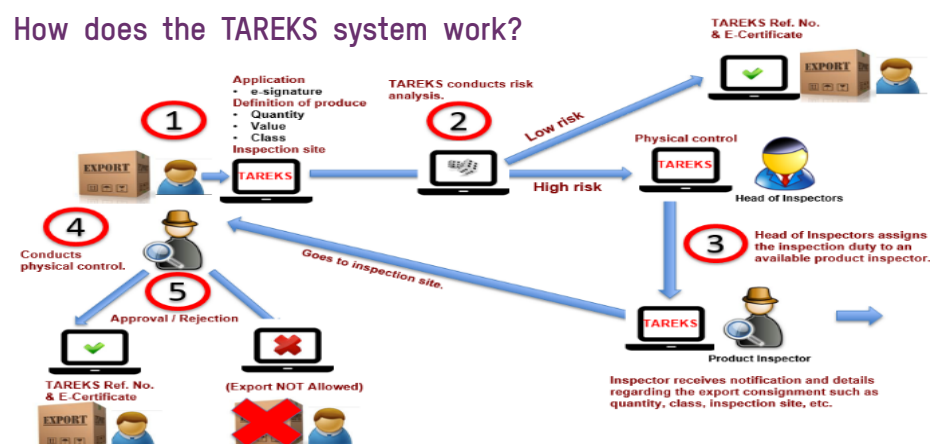 How does the TAREKS system work?
TAREKS Ref. No.
& E-Certificate
EXPORT
Application
• e-signature
Definition of produce
• Quantity
• Value
• Class
Inspection site
TAREKS conducts risk
analysis.
1
2
Low risk
High risk
EXPORT
TAREKS
Physical control
TAREKS
Head of Inspectors
3
Head of Inspectors assigns
the inspection duty to an
available product inspector.
4
Conducts
physical control.
Goes to inspection site.
5
Approval / Rejection
TAREKS
Product Inspector
Inspector receives notification and details
regarding the export consignment such as
quantity, class, inspection site, etc.
TAREKS Ref. No.
& E-Certificate
EXPORT
(Export NOT Allowed)